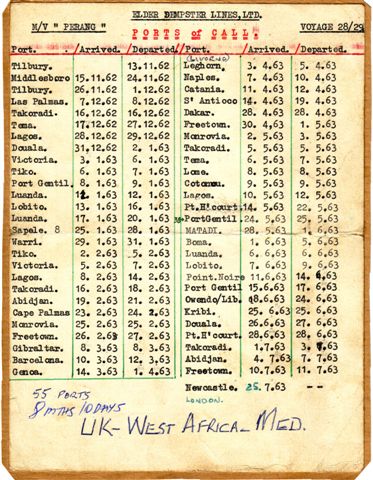 ELDER DEMPSTER LINES, LTD.
M/V " PERANG " VOYAGE 28/29
PORTS of CALL:
Port. Arrived. Departed.
Tilbury. 13.11.62
Middlesboro 15.11.62 24.11.62
Tilbury. 26.11.62 1.12.62
Las Palmas. 7.12.62 8.12.62
Takoradi. 16.12.62 16.12.62
Tema. 17.12.62 27.12.62
Lagos. 28.12.62 29.12.62
Douala. 31.12.62 2. 1.63
Victoria. 3. 1.63 6. 1.63
Tiko. 6. 1.63 7. 1.63
Port Gentil. 8. 1.63 9. 1.63
Luanda. 1. 1.63 12. 1.63
Lobito. 13. 1.63 16. 1.63
Luanda. 17. 1.63 20. 1.63
Sapele. 8 25. 1.63 28. 1.63
Warri. 29. 1.63 31. 1.63
Tiko. 2. 2.63 5. 2.63
Victoria. 5. 2.63 7. 2.63
Lagos. 8. 2.63 14. 2.63
Takoradi. 16. 2.63 18. 2.63
Abidjan. 19. 2.63 21. 2.63
Cape Palmas 23. 2.63 24. 2.63
Monrovia. 25. 2.63 25. 2.63
Freetown. 26. 2.63 27. 2.63
Gibraltar. 8. 3.63 8. 3.63
Barcelona. 10. 3.63 12. 3.63
Genoa. 14. 3.63 1. 4.63
Port. Arrived. Departed.
(LIVORNO)
Leghorn. 3. 4.63 5. 4.63
Naples. 7. 4.63 10. 4.63
Catania. 11. 4.63 12. 4.63
St Antioco 14. 4.63 19. 4.63
Dakar. 28. 4.63 28. 4.63
Freetown. 30. 4.63 1. 5.63
Monrovia. 2. 5.63 3. 5.63
Takoradi. 5. 5.63 5. 5.63
Tema. 6. 5.63 7. 5.63
Lome. 8. 5.63 8. 5.63
Cotonou. 9. 5.63 9. 5.63
Lagos. 10. 5.63 12. 5.63
Pt.H'court. 14. 5.63 22. 5.63
PortGentil. 24. 5.63 25. 5.63
MATADI. 28. 5.63 1. 6.63
Boma. 1. 6.63 5. 6.63
Luanda. 6. 6.63 6. 6.63
Lobito. 7. 6.63 9. 6.63
Point.Noire 11.6.63 14. 6.63
Port Gentil 15.6.63 17. 6.63
Owendo/Lib. 8.6.63 24. 6.63
Kribi. 25. 6.63 25. 6.63
Douala. 26.6.63 27. 6.63
Pt.H'court. 28.6.63 28. 6.63
Takoradi. 1.7.63 3. 7.63
Abidjan. 4. 7.63 7. 7.63
Freetown. 10.7.63 11. 7.63
Newcastle. 25.7.63 --
LONDON.
55 PORTS
8 MTHS 10 DAYS
UK - WEST AFRICA - MED.